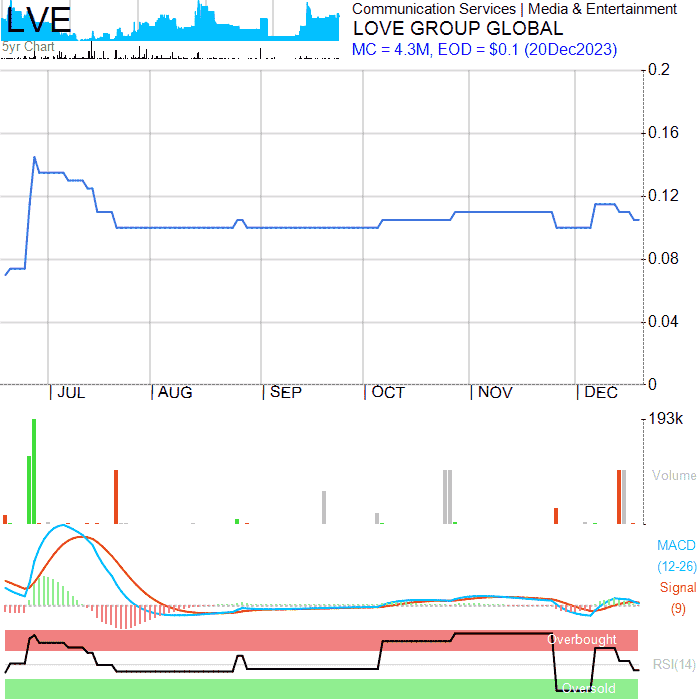 LVE
5yr Chart
Communication Services | Media & Entertainment
LOVE GROUP GLOBAL
MC = 4.3M, EOD = $0.1 (20Dec2023)
0.2
0.16
0.12
0.08
0.04
0
JUL AUG SEP OCT NOV DEC
193k
Volume
MACD
(12-26)
Signal
(9)
Overbought
RSI(14)
Oversold